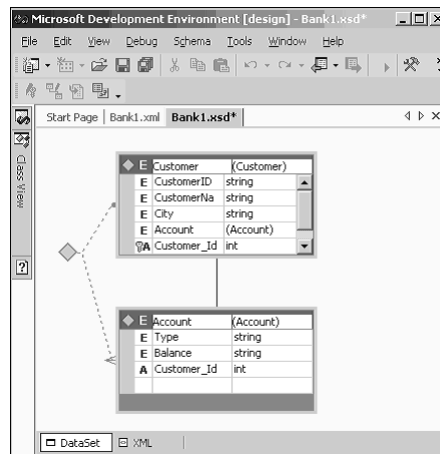 Microsoft Development Environment [design] - Bank1.xsd*
File Edit View Debug Schema Tools Window Help
Start Page Bank1.xml Bank1.xsd*
Class View
E Customer (Customer)
E CustomerID string
E CustomerNa string
E City string
E Account (Account)
A Customer_Id int
E Account (Account)
E Type string
E Balance string
A Customer_Id int
DataSet XML